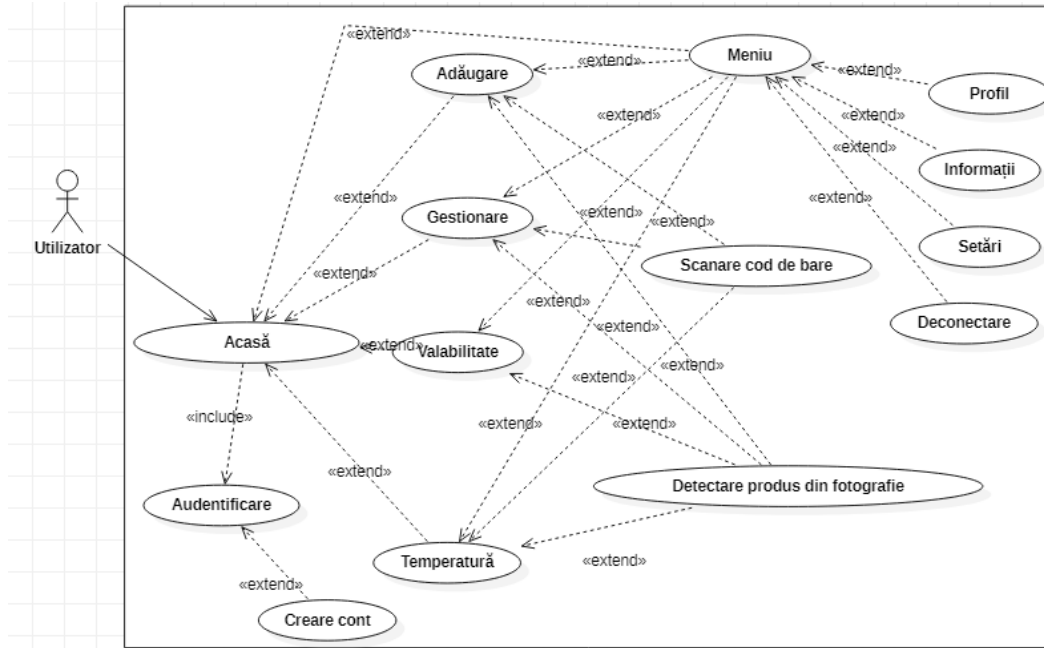 «extend»
Meniu
«extend»
Adăugare
«extend»
Profil
«extend»
«extend»
«extend»
Informații
«extend»
«extend»
Gestionare
«extend»
«extend»
Utilizator
Setări
Scanare cod de bare
«extend»
«extend»
Deconectare
«extend»
Acasă
«extend»
Valabilitate
«extend»
«extend»
«include»
«extend»
«extend»
«extend»
Detectare produs din fotografie
Audentificare
Temperatură
«extend»
«extend»
Creare cont